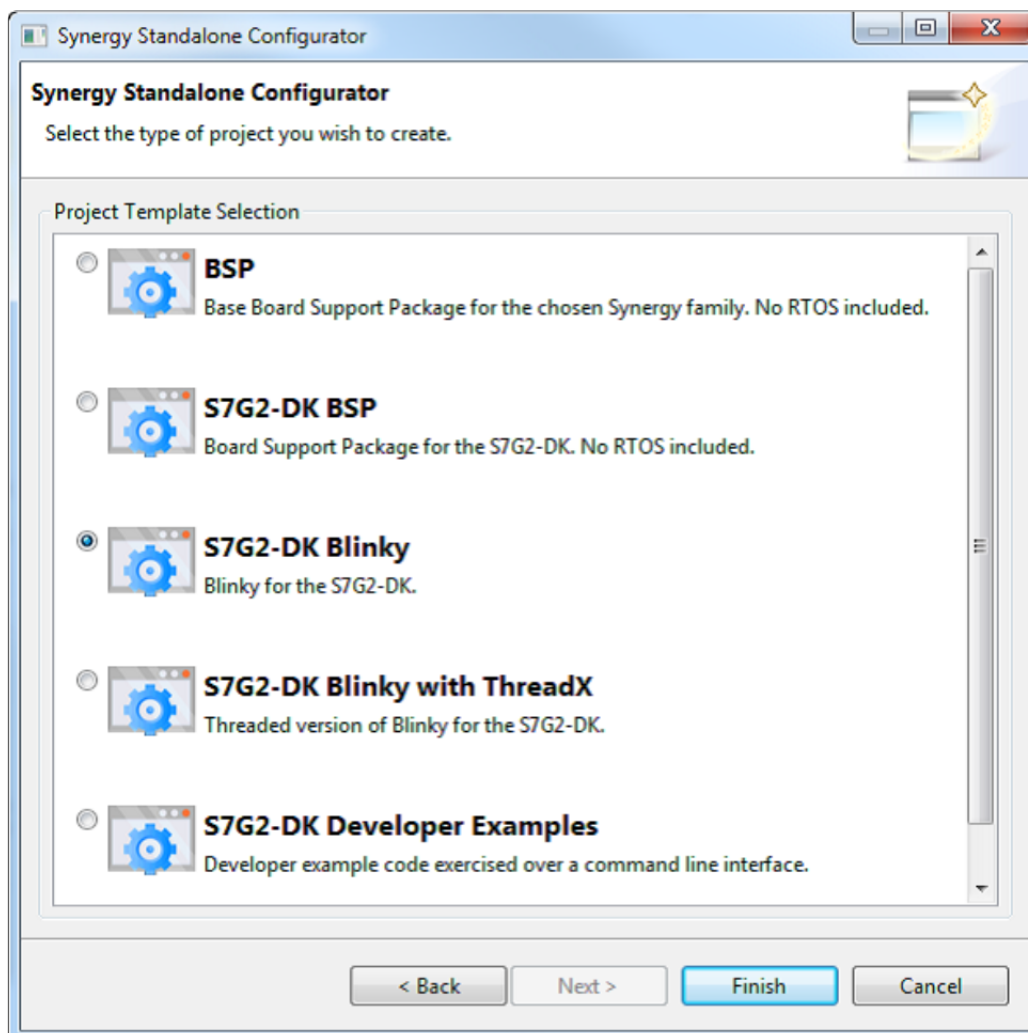 Synergy Standalone Configurator
Synergy Standalone Configurator
Select the type of project you wish to create.
Project Template Selection
BSP
Base Board Support Package for the chosen Synergy family. No RTOS included.
S7G2-DK BSP
Board Support Package for the S7G2-DK. No RTOS included.
S7G2-DK Blinky
Blinky for the S7G2-DK.
S7G2-DK Blinky with ThreadX
Threaded version of Blinky for the S7G2-DK.
S7G2-DK Developer Examples
Developer example code exercised over a command line interface.
< Back Next > Finish Cancel